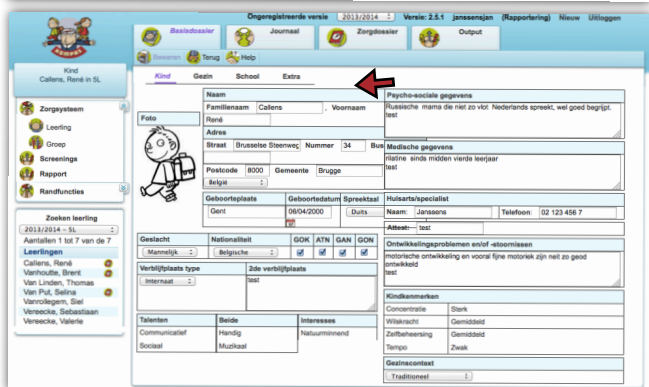 Ongeregistreerde versie 2013/2014 Versie: 2.5.1 janssensjan (Rapportering) Nieuw Uitloggen
Basisdossier Journaal Zorgdossier Output
Bewaren Terug Help
Kind
Callens, René in 5L
Kind Gezin School Extra
Zorgsysteem
Leerling
Groep
Screenings
Rapport
Randfuncties
Zoeken leerling
2013/2014 - 5L
Aantallen 1 tot 7 van de 7
Leerlingen
Callens, René
Vanhoutte, Brent
Van Linden, Thomas
Van Put, Selina
Vanrollegem, Siel
Vereecke, Sebastiaan
Vereecke, Valerie
Foto
Naam
Familienaam Callens , Voornaam
René
Adres
Straat Brusselse Steenweg Nummer 34 Bus
Postcode 8000 Gemeente Brugge
België
Geboorteplaats Geboortedatum Spreektaal
Gent 06/04/2000 Duits
Geslacht Nationaliteit GOK ATN GAN GON
Mannelijk Belgische
Verblijfplaats type 2de verblijfplaats
Internaat test
Talenten Beide Interesses
Communicatief Handig Natuurminnend
Sociaal Muzikaal
Psycho-sociale gegevens
Russische mama die niet zo vlot Nederlands spreekt, wel goed begrijpt.
test
Medische gegevens
rilatine sinds midden vierde leerjaar
test
Huisarts/specialist
Naam: Janssens Telefoon: 02 123 456 7
Attest: test
Ontwikkelingsproblemen en/of -stoornissen
motorische ontwikkeling en vooral fijne motoriek zijn neit zo geod
ontwikkeld
test
Kindkenmerken
Concentratie Sterk
Wilskracht Gemiddeld
Zelfbeheersing Gemiddeld
Tempo Zwak
Gezinscontext
Traditioneel